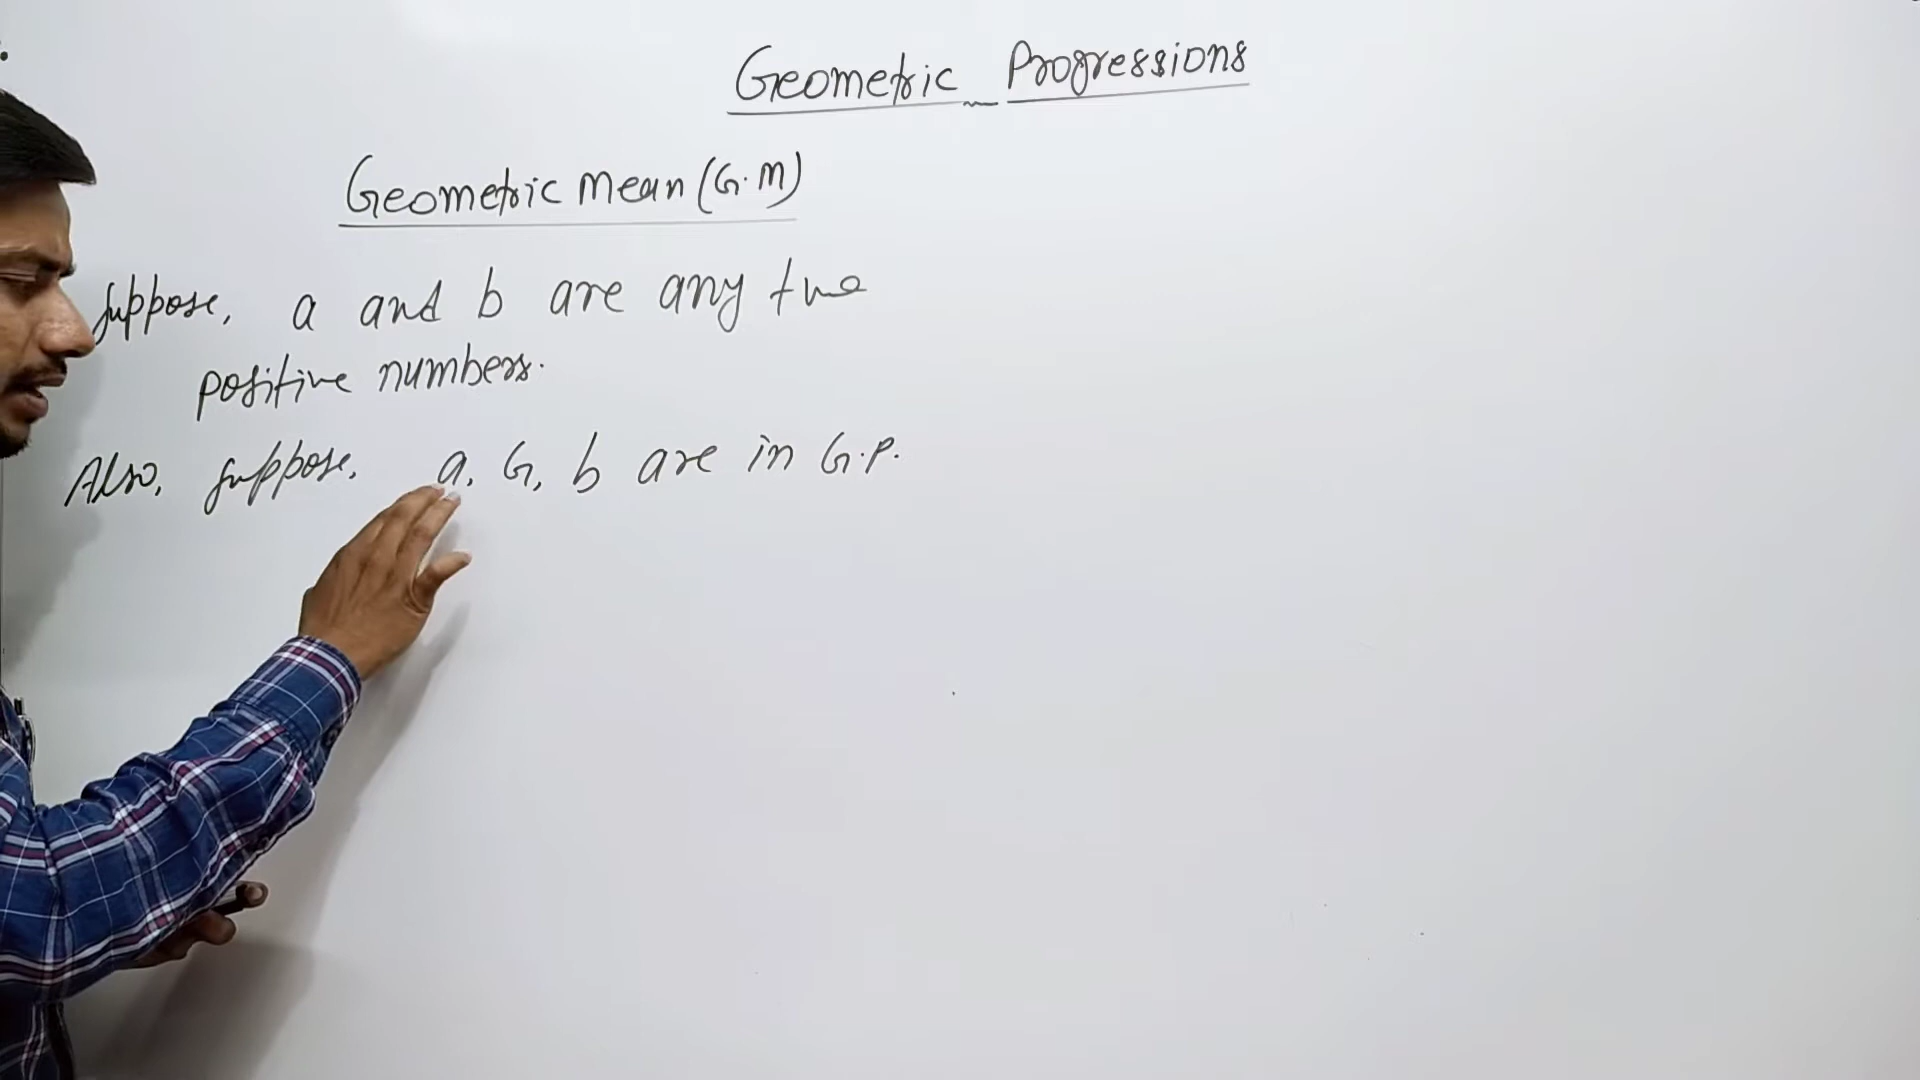 Geometric Progressions
Geometric Mean (G.M)
Suppose, a and b are any two
positive numbers.
Also, suppose, a, G, b are in G.P.